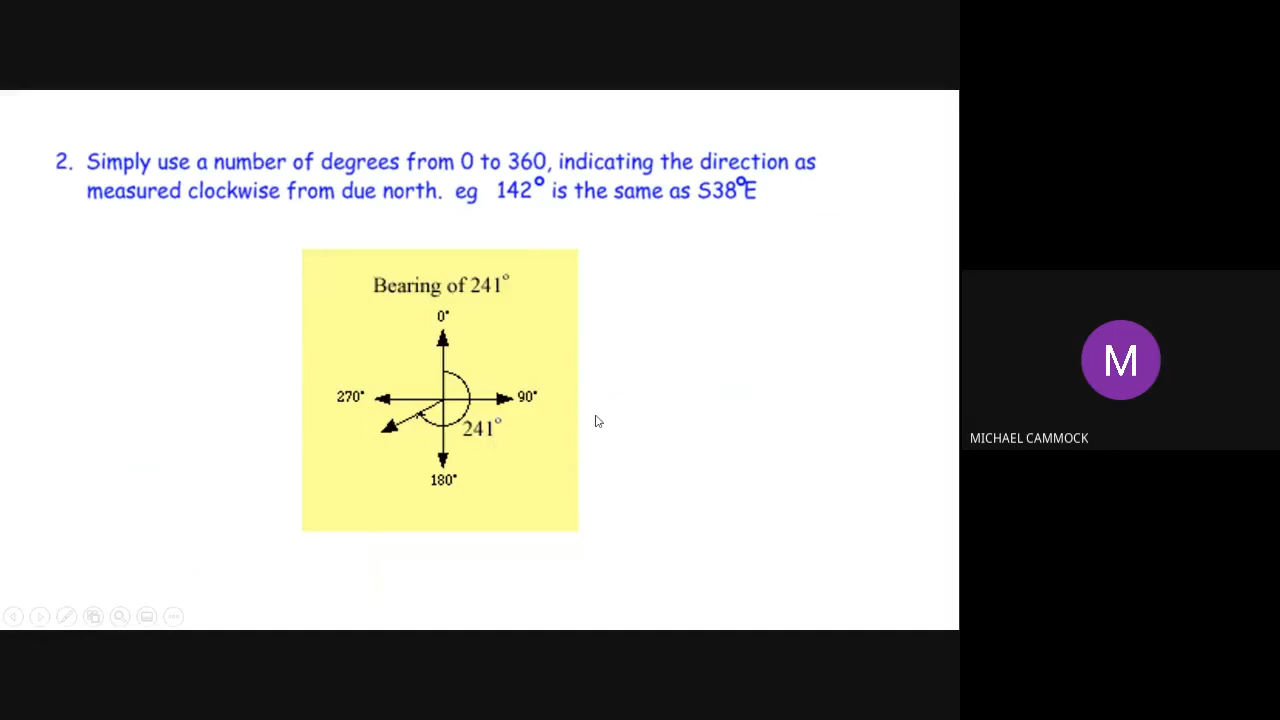 2. Simply use a number of degrees from 0 to 360, indicating the direction as
measured clockwise from due north. eg 142° is the same as S38°E
Bearing of 241°
0°
270°
90°
241°
180°
M
MICHAEL CAMMOCK